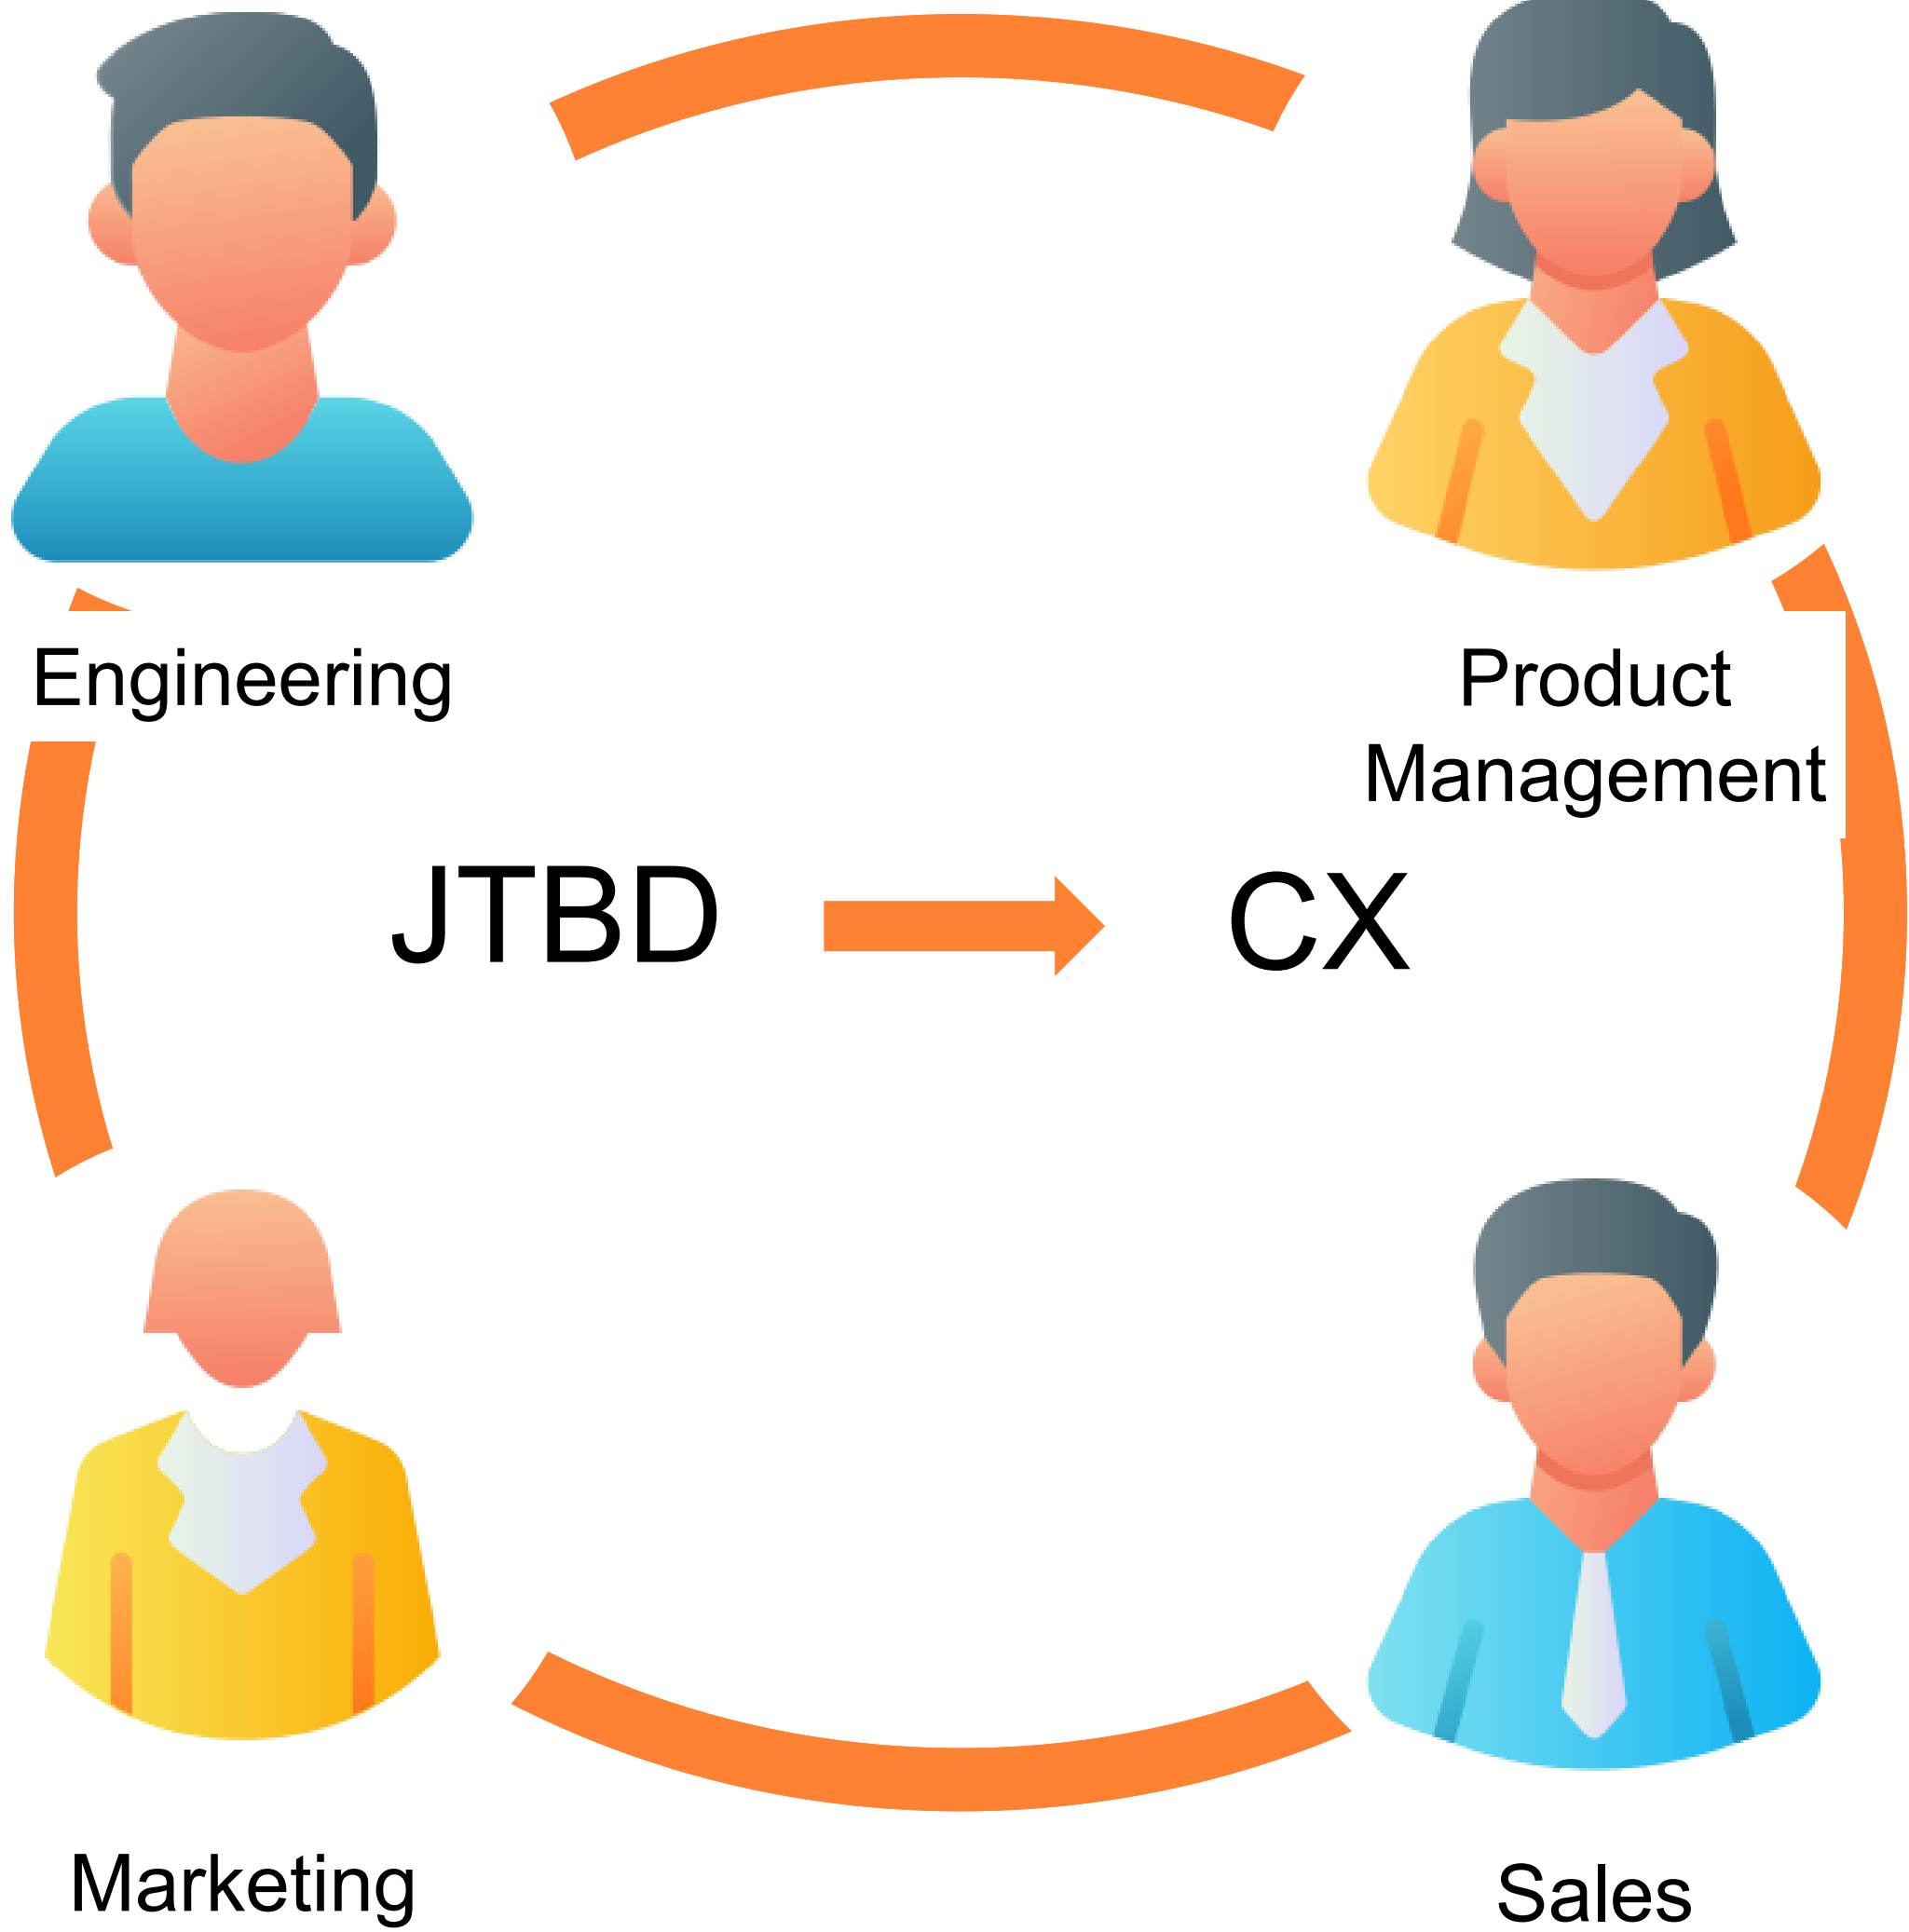 Engineering
Product
Management
JTBD
CX
Marketing
Sales